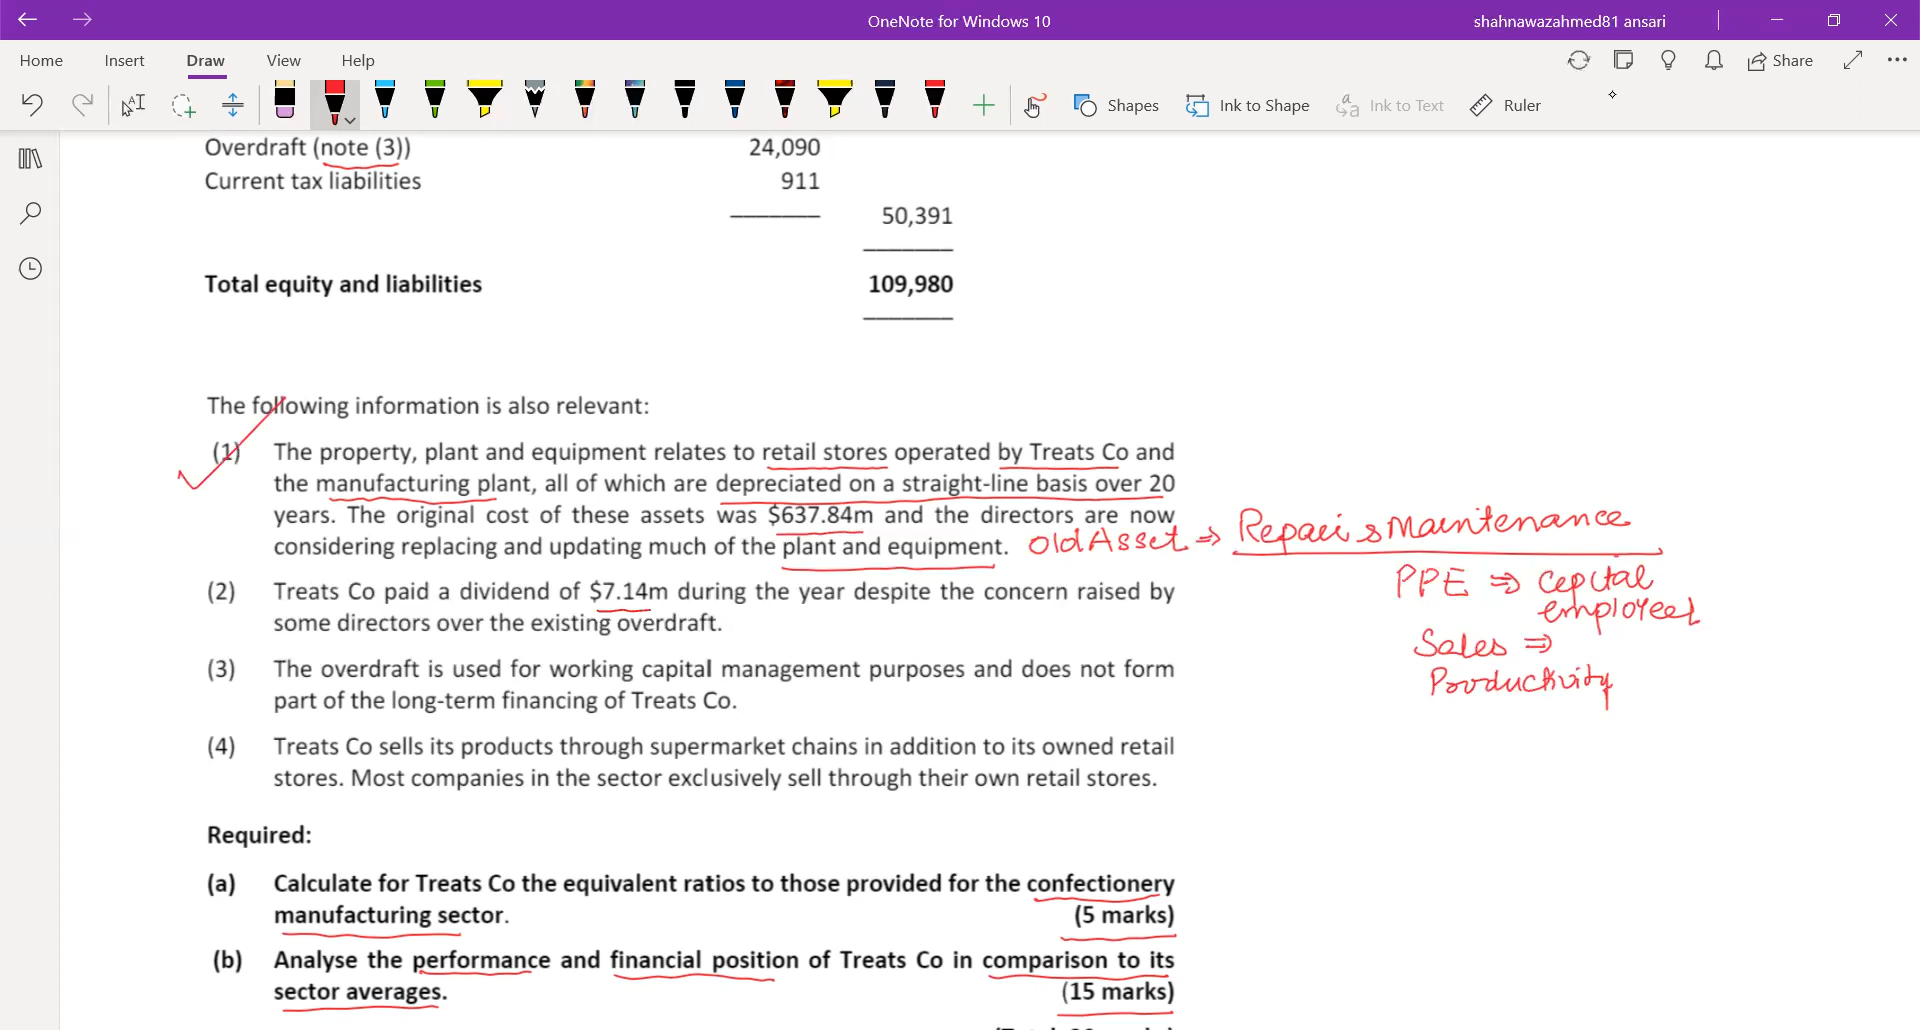 OneNote for Windows 10
shahnawazahmed81 ansari
Home Insert Draw View Help
Share
Shapes Ink to Shape Ink to Text Ruler
Overdraft (note (3)) 24,090
Current tax liabilities 911
50,391
Total equity and liabilities 109,980
The following information is also relevant:
(1) The property, plant and equipment relates to retail stores operated by Treats Co and
the manufacturing plant, all of which are depreciated on a straight-line basis over 20
years. The original cost of these assets was $637.84m and the directors are now
considering replacing and updating much of the plant and equipment. Old Asset ⇒ Repair s Maintenance
PPE ⇒ Cepital
employeed
Sales ⇒
Productivity
(2) Treats Co paid a dividend of $7.14m during the year despite the concern raised by
some directors over the existing overdraft.
(3) The overdraft is used for working capital management purposes and does not form
part of the long-term financing of Treats Co.
(4) Treats Co sells its products through supermarket chains in addition to its owned retail
stores. Most companies in the sector exclusively sell through their own retail stores.
Required:
(a) Calculate for Treats Co the equivalent ratios to those provided for the confectionery
manufacturing sector. (5 marks)
(b) Analyse the performance and financial position of Treats Co in comparison to its
sector averages. (15 marks)